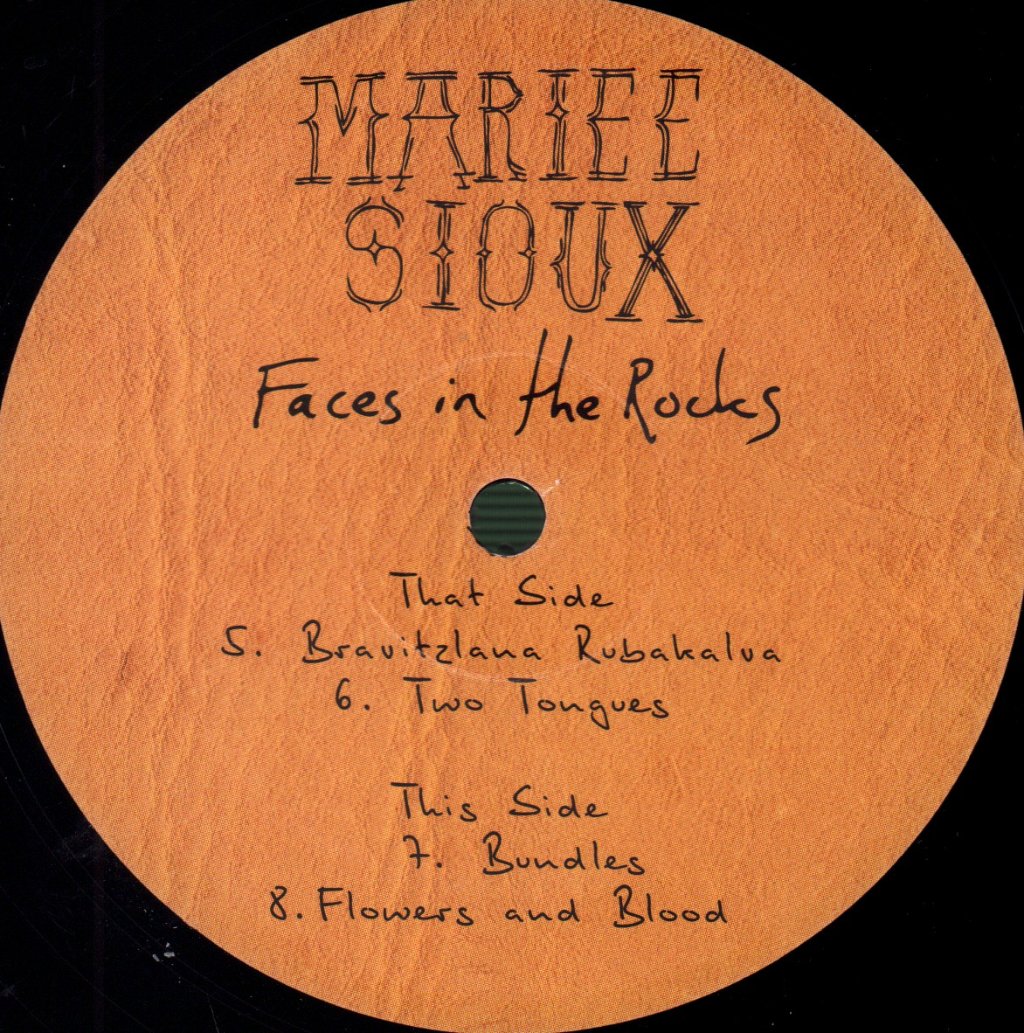 MARIEE
SIOUX
Faces in the Rocks
That Side
5. Bravitzlana Rubakalva
6. Two Tongues
This Side
7. Bundles
8. Flowers and Blood